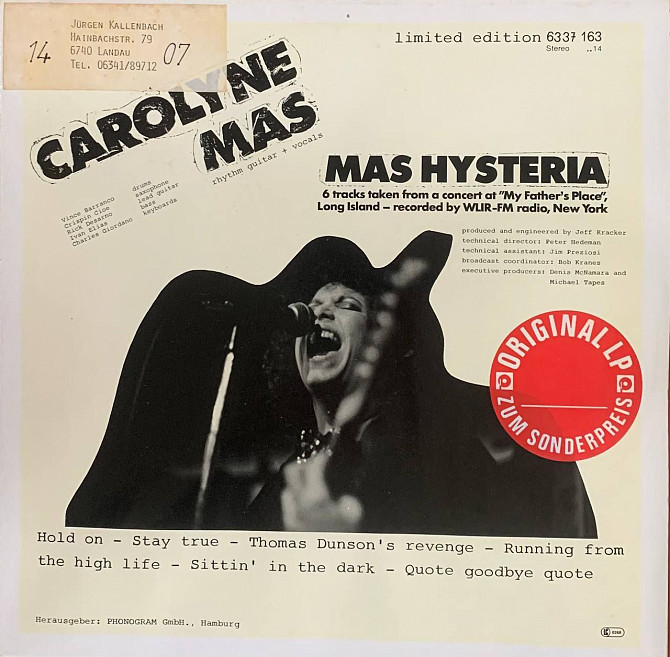 JÜRGEN KALLENBACH
HAINBACHSTR. 79
6740 LANDAU
TEL. 06341/89712
14
07
limited edition 6337 163
Stereo ..14
CAROLYNE
MAS
rhythm guitar + vocals
Vince Barranco drums
Crispin Cioe saxophone
Rick Desarno lead guitar
Ivan Elias bass
Charles Giordano keyboards
MAS HYSTERIA
6 tracks taken from a concert at "My Father's Place",
Long Island – recorded by WLIR-FM radio, New York
produced and engineered by Jeff Kracker
technical director: Peter Hedeman
technical assistant: Jim Preziosi
broadcast coordinator: Bob Kranes
executive producers: Denis McNamara and
Michael Tapes
ORIGINAL LP
ZUM SONDERPREIS
Hold on – Stay true – Thomas Dunson's revenge – Running from
the high life – Sittin' in the dark – Quote goodbye quote
Herausgeber: PHONOGRAM GmbH., Hamburg